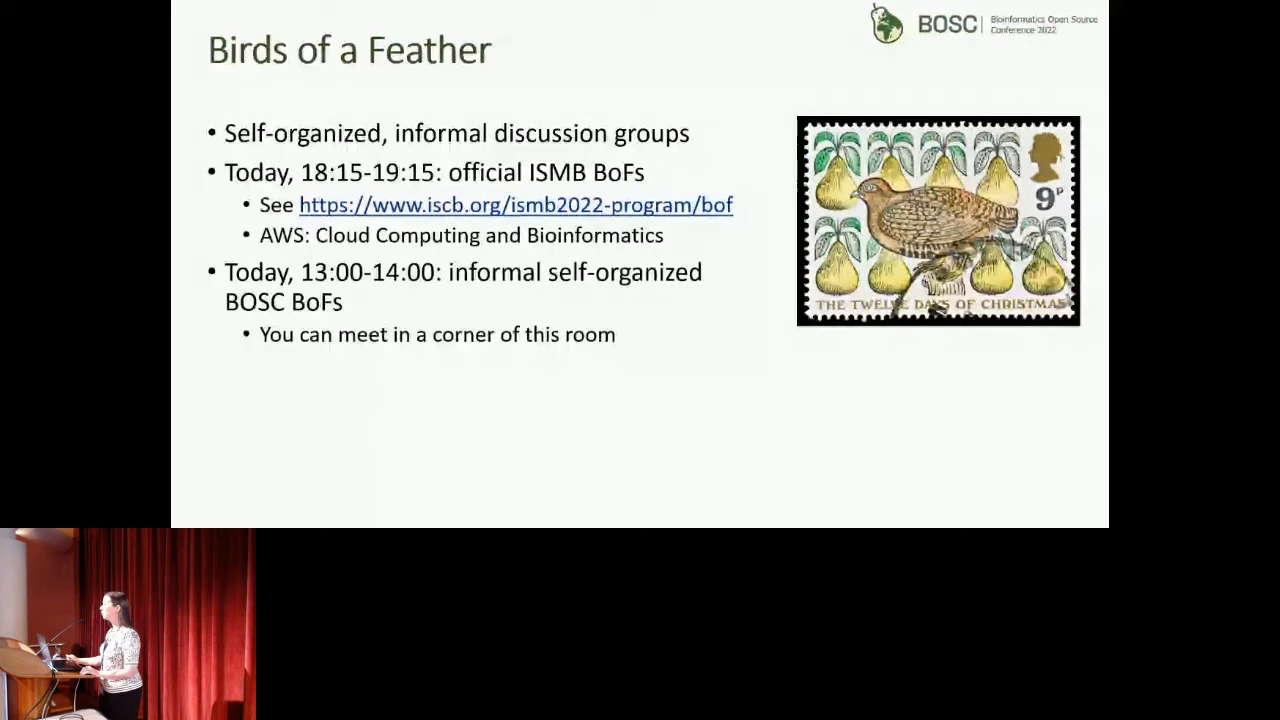 BOSC
Bioinformatics Open Source
Conference 2022
Birds of a Feather
• Self-organized, informal discussion groups
• Today, 18:15-19:15: official ISMB BoFs
• See https://www.iscb.org/ismb2022-program/bof
• AWS: Cloud Computing and Bioinformatics
• Today, 13:00-14:00: informal self-organized
BOSC BoFs
• You can meet in a corner of this room
9P
THE TWELVE DAYS OF CHRISTMAS